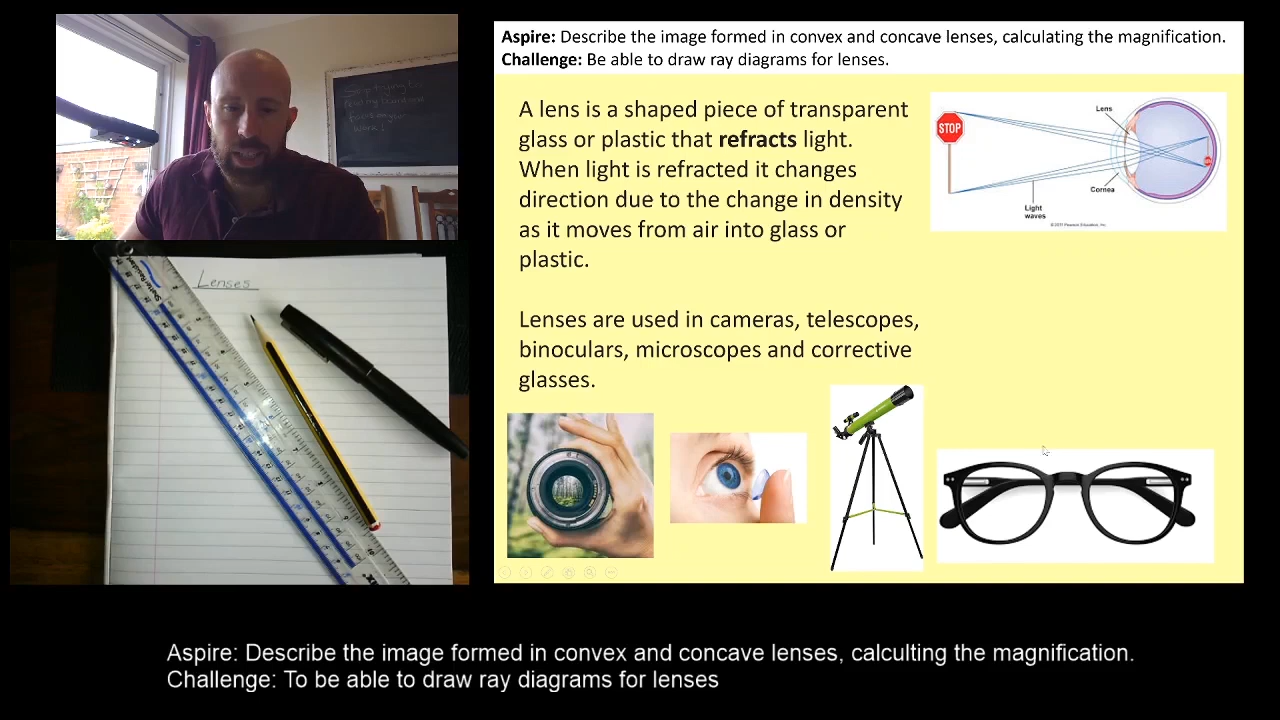 Aspire: Describe the image formed in convex and concave lenses, calculating the magnification.
Challenge: Be able to draw ray diagrams for lenses.
A lens is a shaped piece of transparent
glass or plastic that refracts light.
When light is refracted it changes
direction due to the change in density
as it moves from air into glass or
plastic.
Lenses are used in cameras, telescopes,
binoculars, microscopes and corrective
glasses.
STOP
Lens
Cornea
Light
waves
Lenses
Aspire: Describe the image formed in convex and concave lenses, calculting the magnification.
Challenge: To be able to draw ray diagrams for lenses